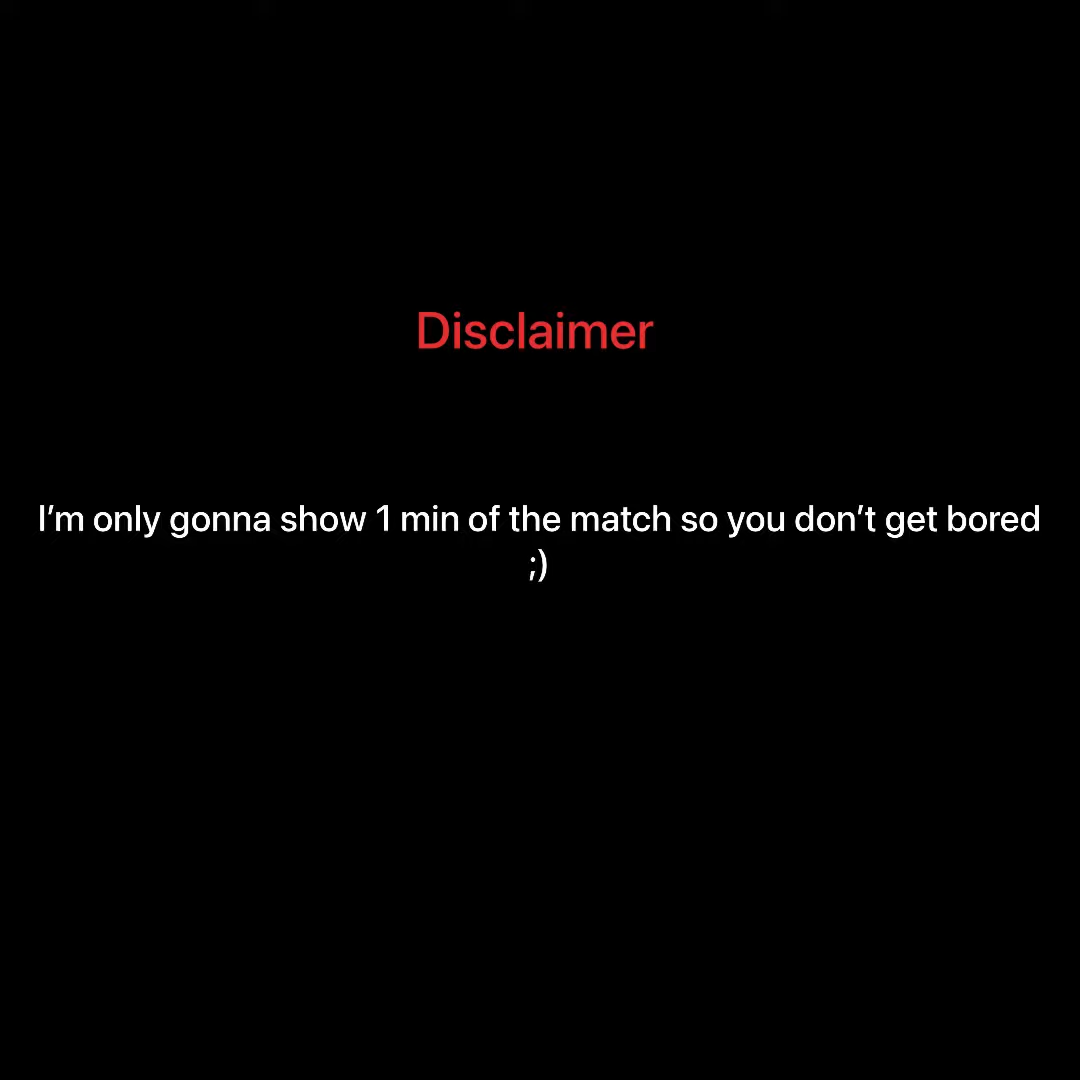 Disclaimer
I’m only gonna show 1 min of the match so you don’t get bored
;)